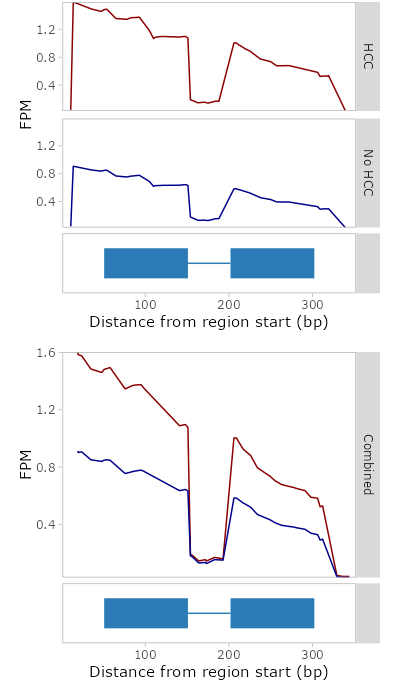 1.2
0.8
0.4
HCC
FPM
1.2
0.8
0.4
No HCC
100
200
300
Distance from region start (bp)
1.6
1.2
0.8
0.4
FPM
Combined
100
200
300
Distance from region start (bp)